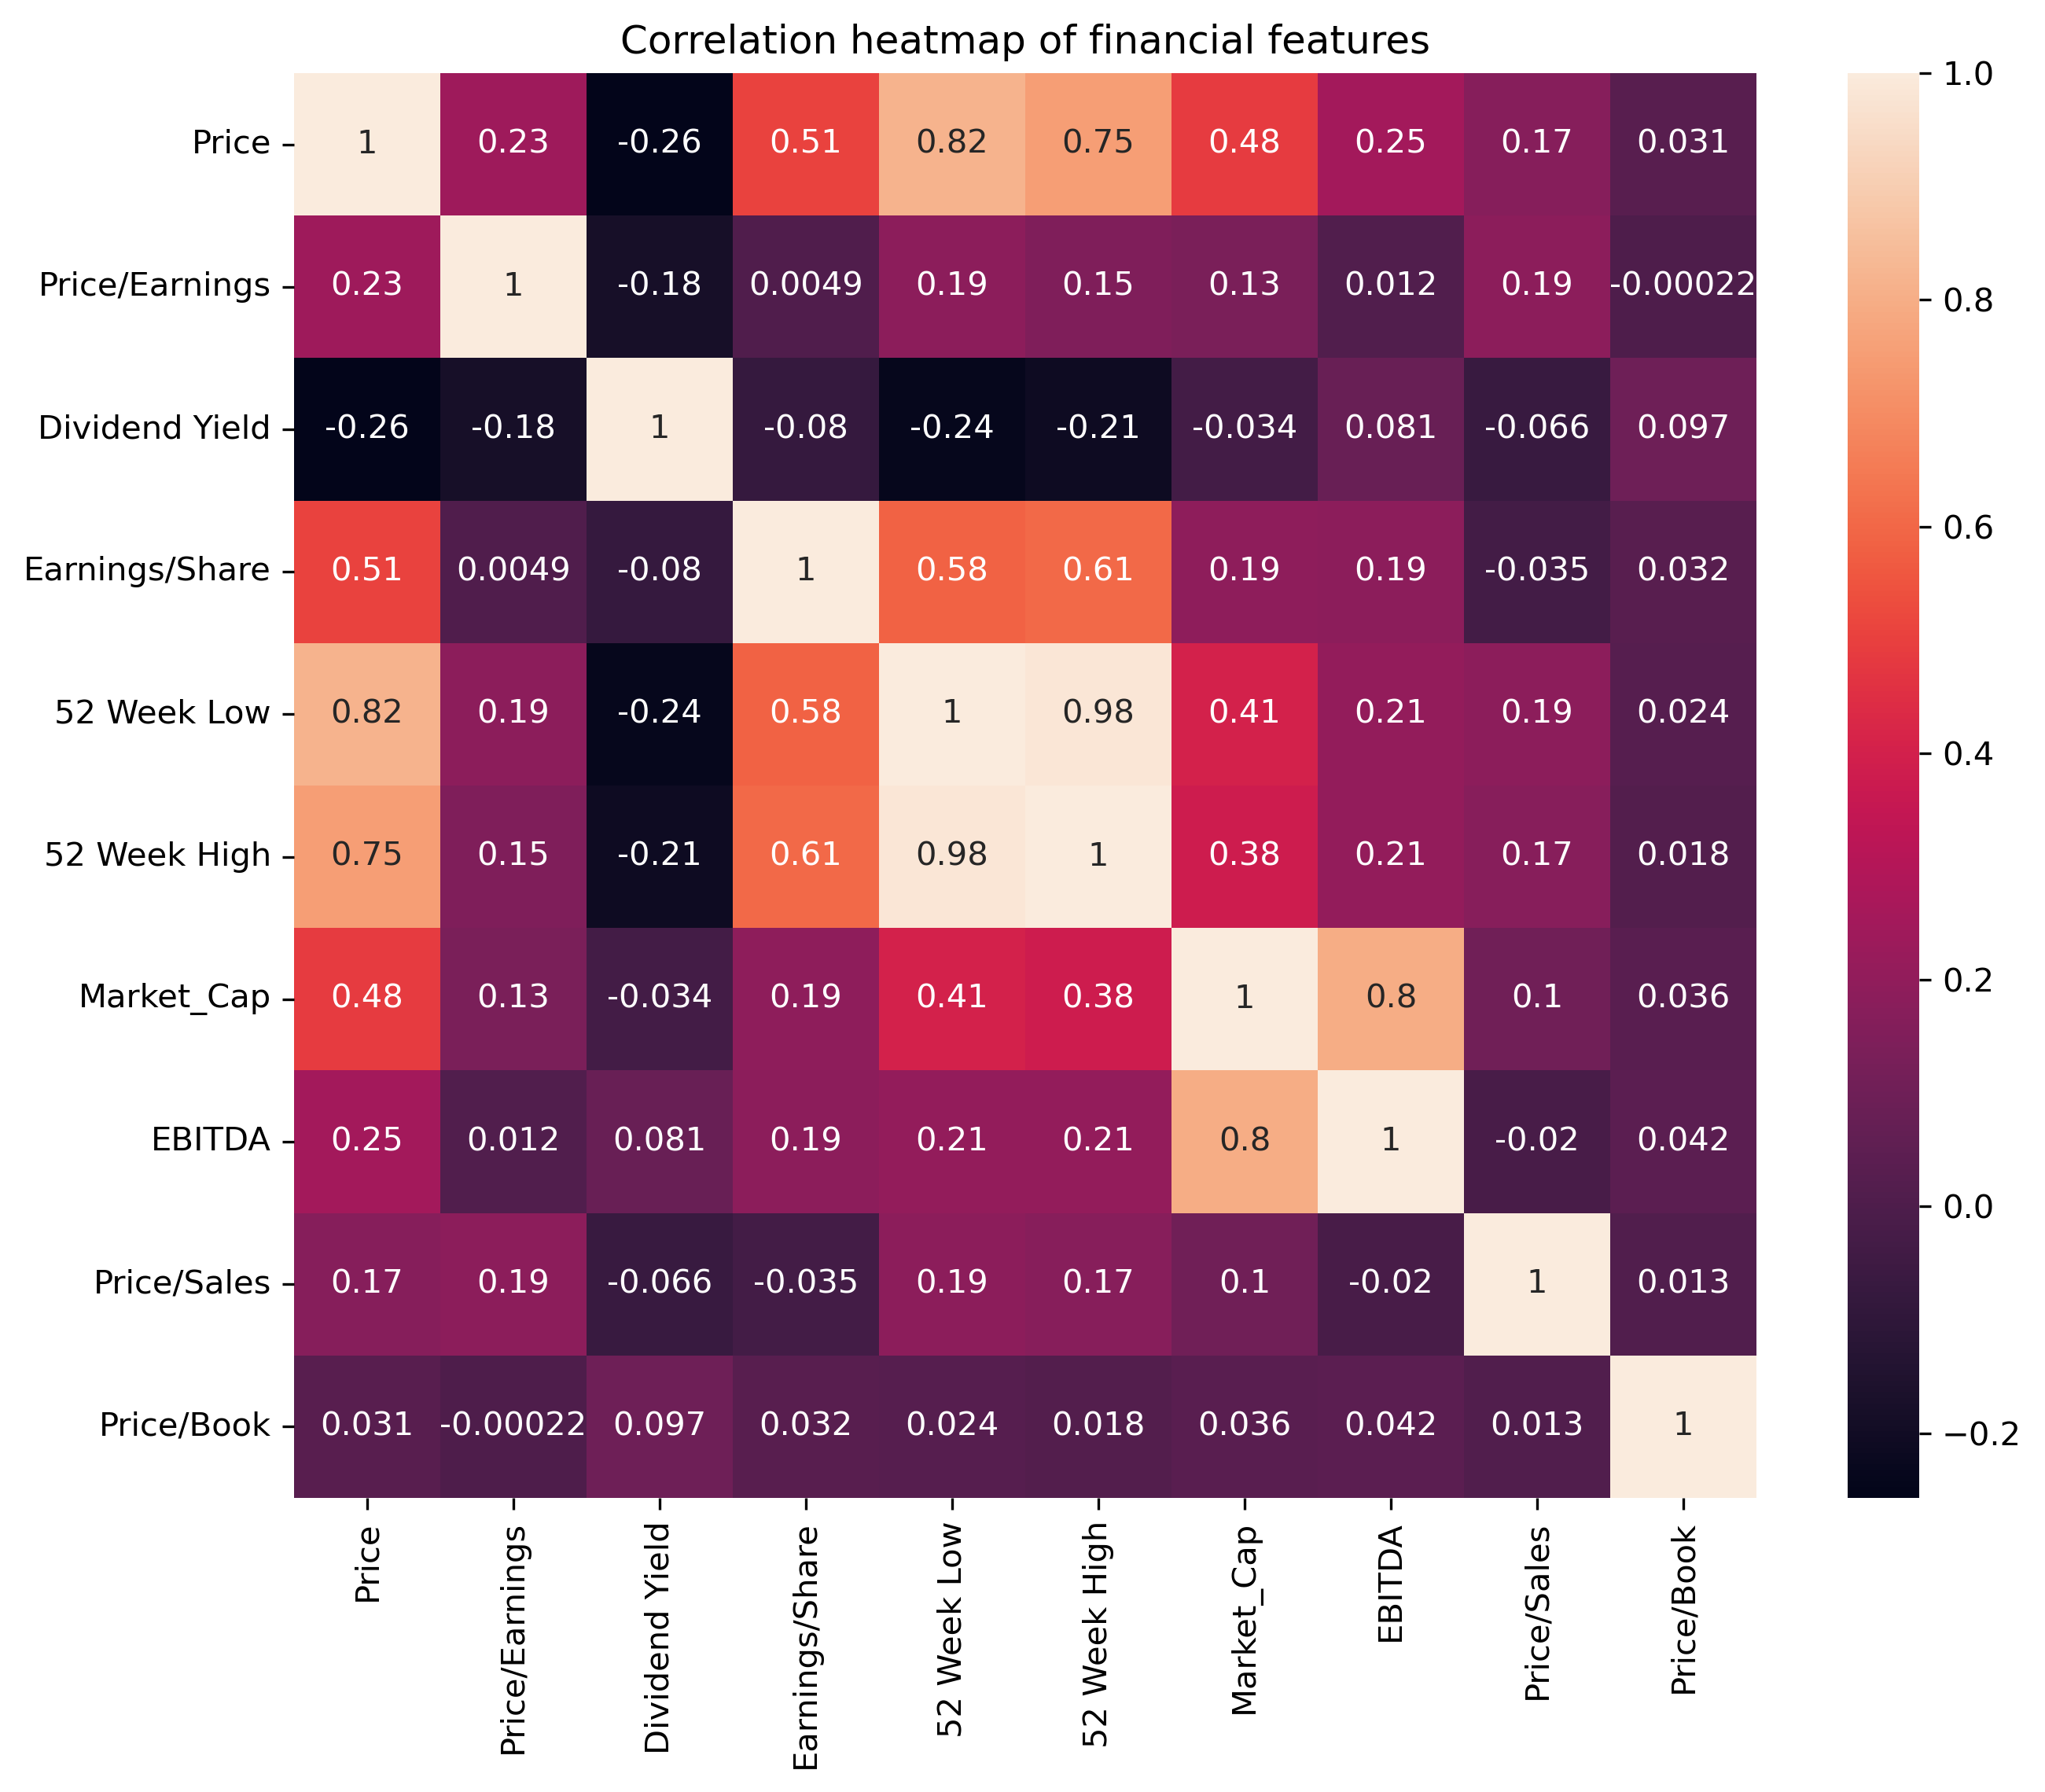 Correlation heatmap of financial features
Price 1 0.23 -0.26 0.51 0.82 0.75 0.48 0.25 0.17 0.031
Price/Earnings 0.23 1 -0.18 0.0049 0.19 0.15 0.13 0.012 0.19 -0.00022
Dividend Yield -0.26 -0.18 1 -0.08 -0.24 -0.21 -0.034 0.081 -0.066 0.097
Earnings/Share 0.51 0.0049 -0.08 1 0.58 0.61 0.19 0.19 -0.035 0.032
52 Week Low 0.82 0.19 -0.24 0.58 1 0.98 0.41 0.21 0.19 0.024
52 Week High 0.75 0.15 -0.21 0.61 0.98 1 0.38 0.21 0.17 0.018
Market_Cap 0.48 0.13 -0.034 0.19 0.41 0.38 1 0.8 0.1 0.036
EBITDA 0.25 0.012 0.081 0.19 0.21 0.21 0.8 1 -0.02 0.042
Price/Sales 0.17 0.19 -0.066 -0.035 0.19 0.17 0.1 -0.02 1 0.013
Price/Book 0.031 -0.00022 0.097 0.032 0.024 0.018 0.036 0.042 0.013 1
Price
Price/Earnings
Dividend Yield
Earnings/Share
52 Week Low
52 Week High
Market_Cap
EBITDA
Price/Sales
Price/Book
1.0
0.8
0.6
0.4
0.2
0.0
−0.2